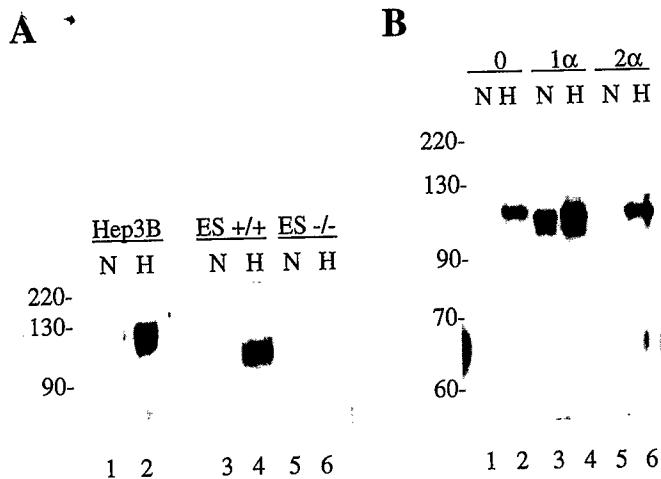 A
Hep3B ES +/+ ES -/-
N H N H N H
220-
130-
90-
1 2 3 4 5 6
B
0 1α 2α
N H N H N H
220-
130-
90-
70-
60-
1 2 3 4 5 6